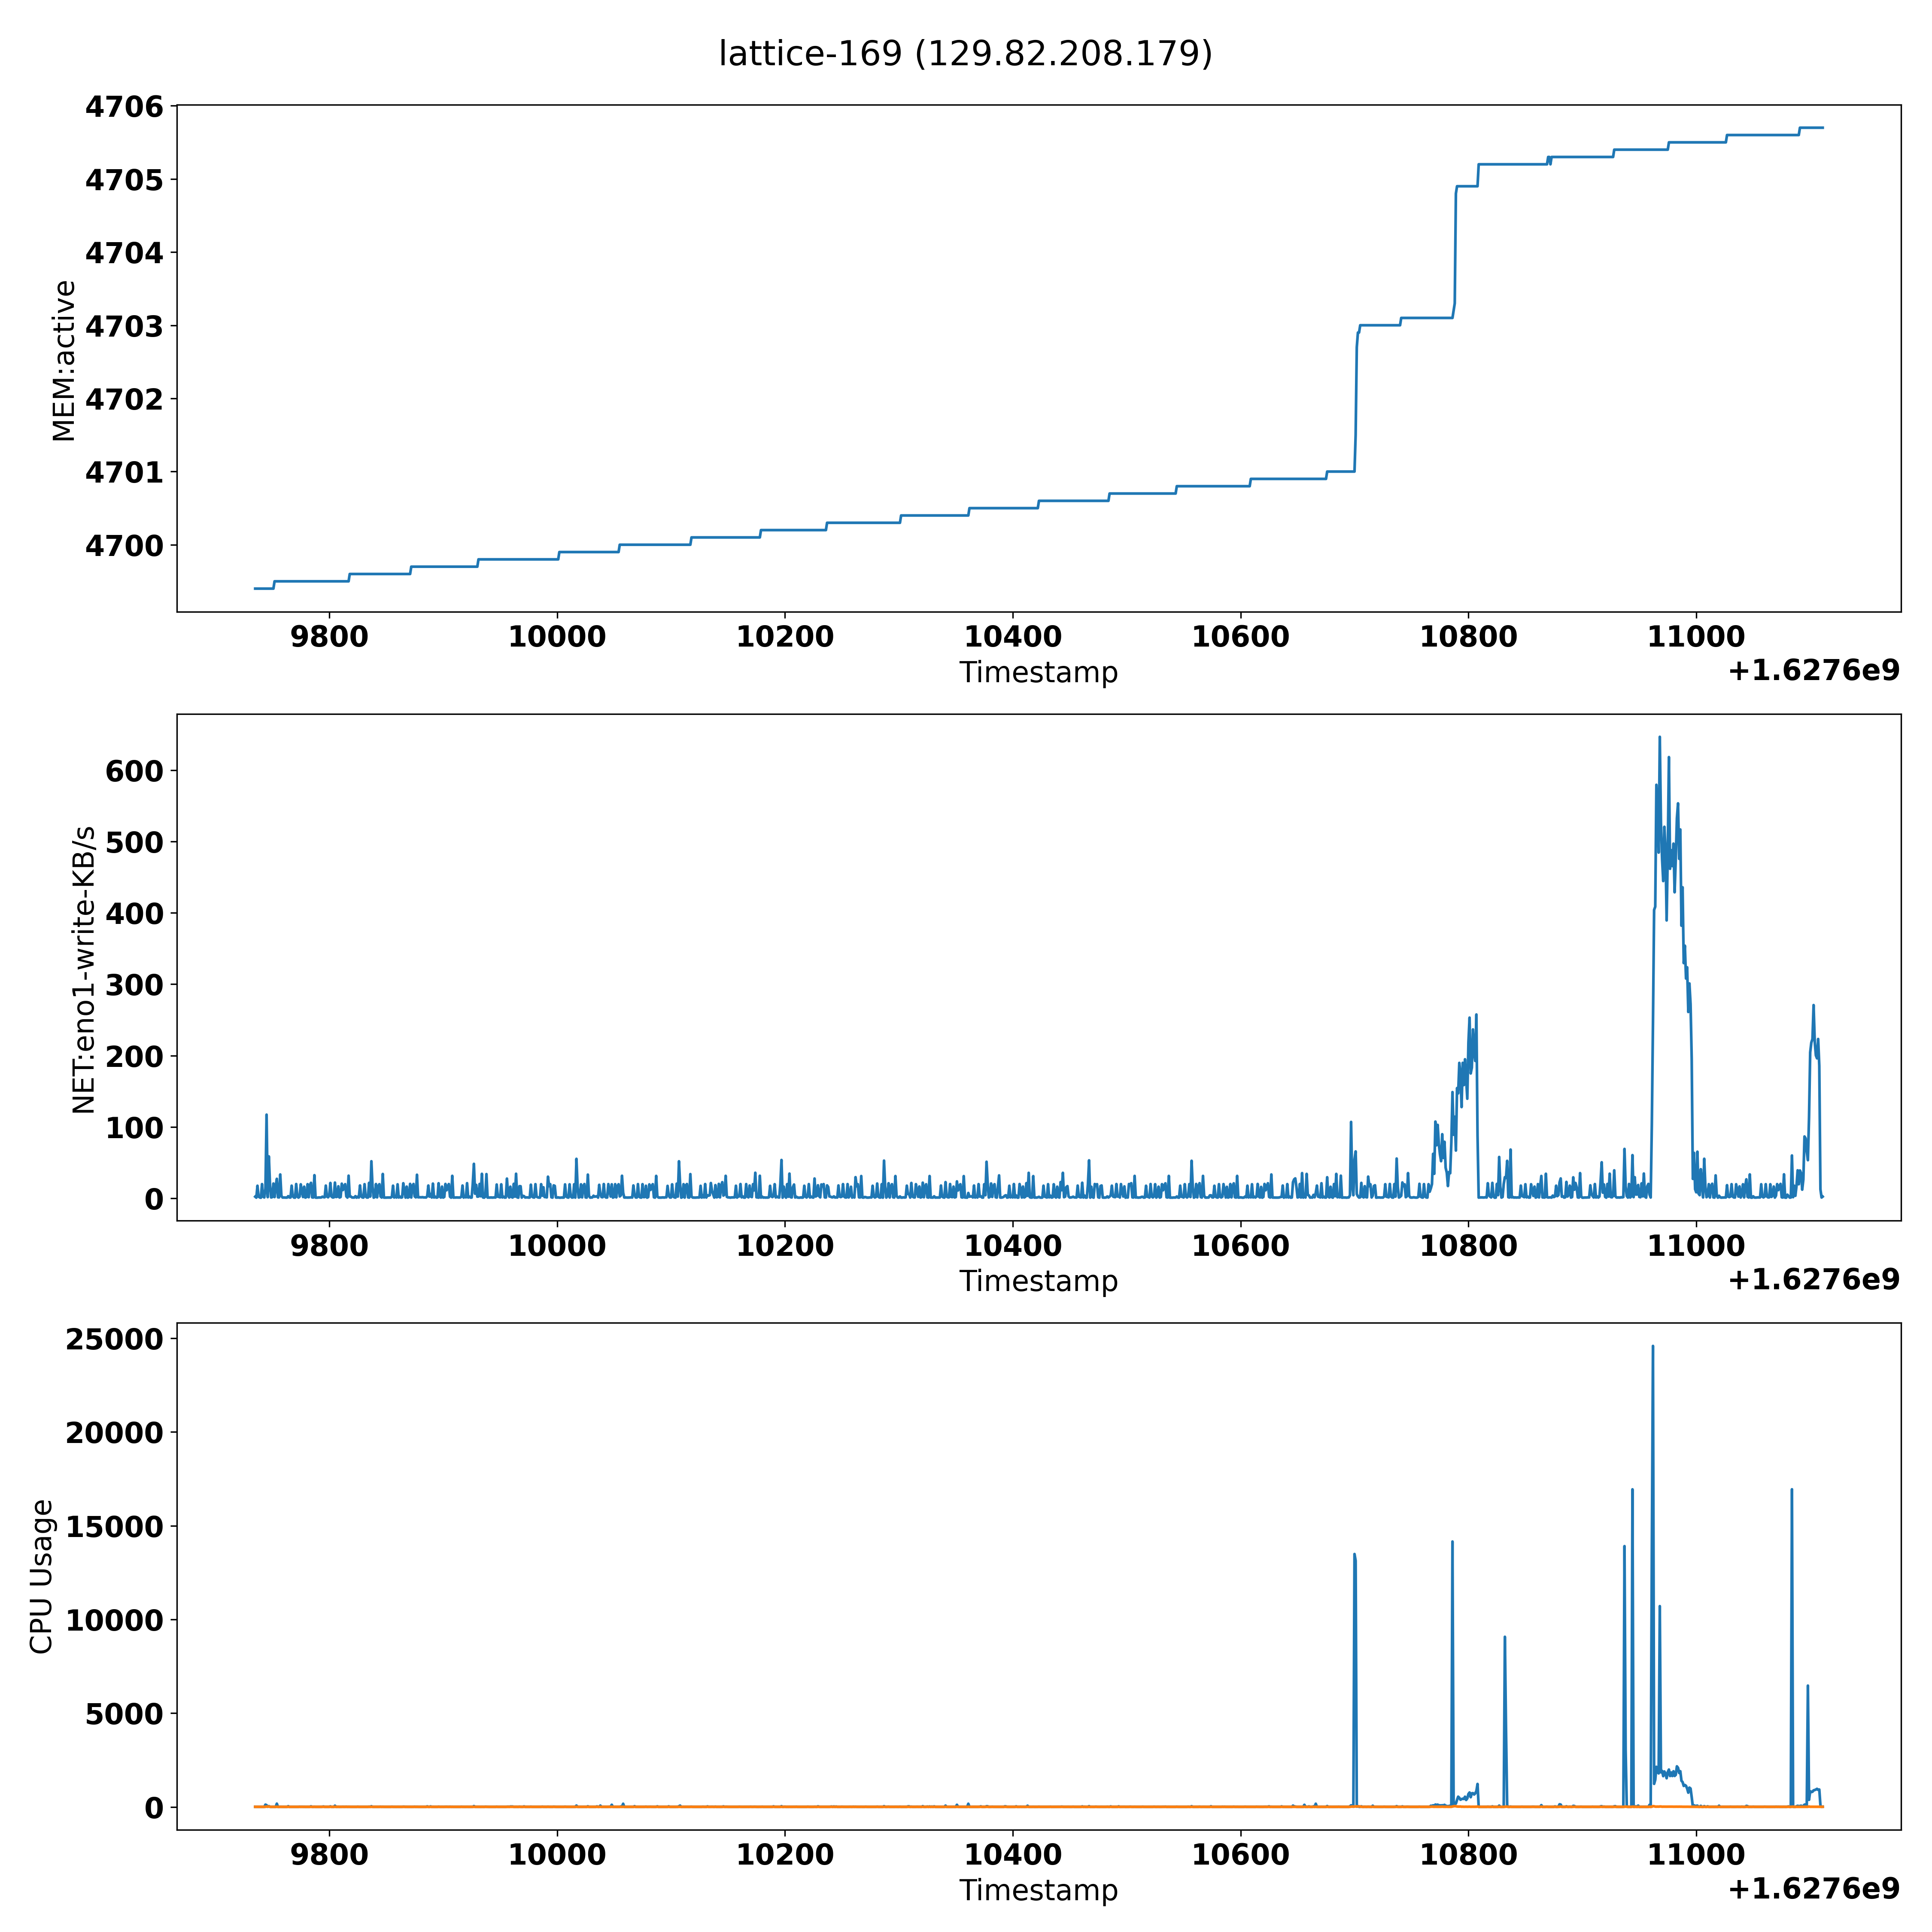 lattice-169 (129.82.208.179)
4706
4705
4704
4703
4702
4701
4700
MEM:active
9800 10000 10200 10400 10600 10800 11000
Timestamp
+1.6276e9
600
500
400
300
200
100
0
NET:eno1-write-KB/s
9800 10000 10200 10400 10600 10800 11000
Timestamp
+1.6276e9
25000
20000
15000
10000
5000
0
CPU Usage
9800 10000 10200 10400 10600 10800 11000
Timestamp
+1.6276e9